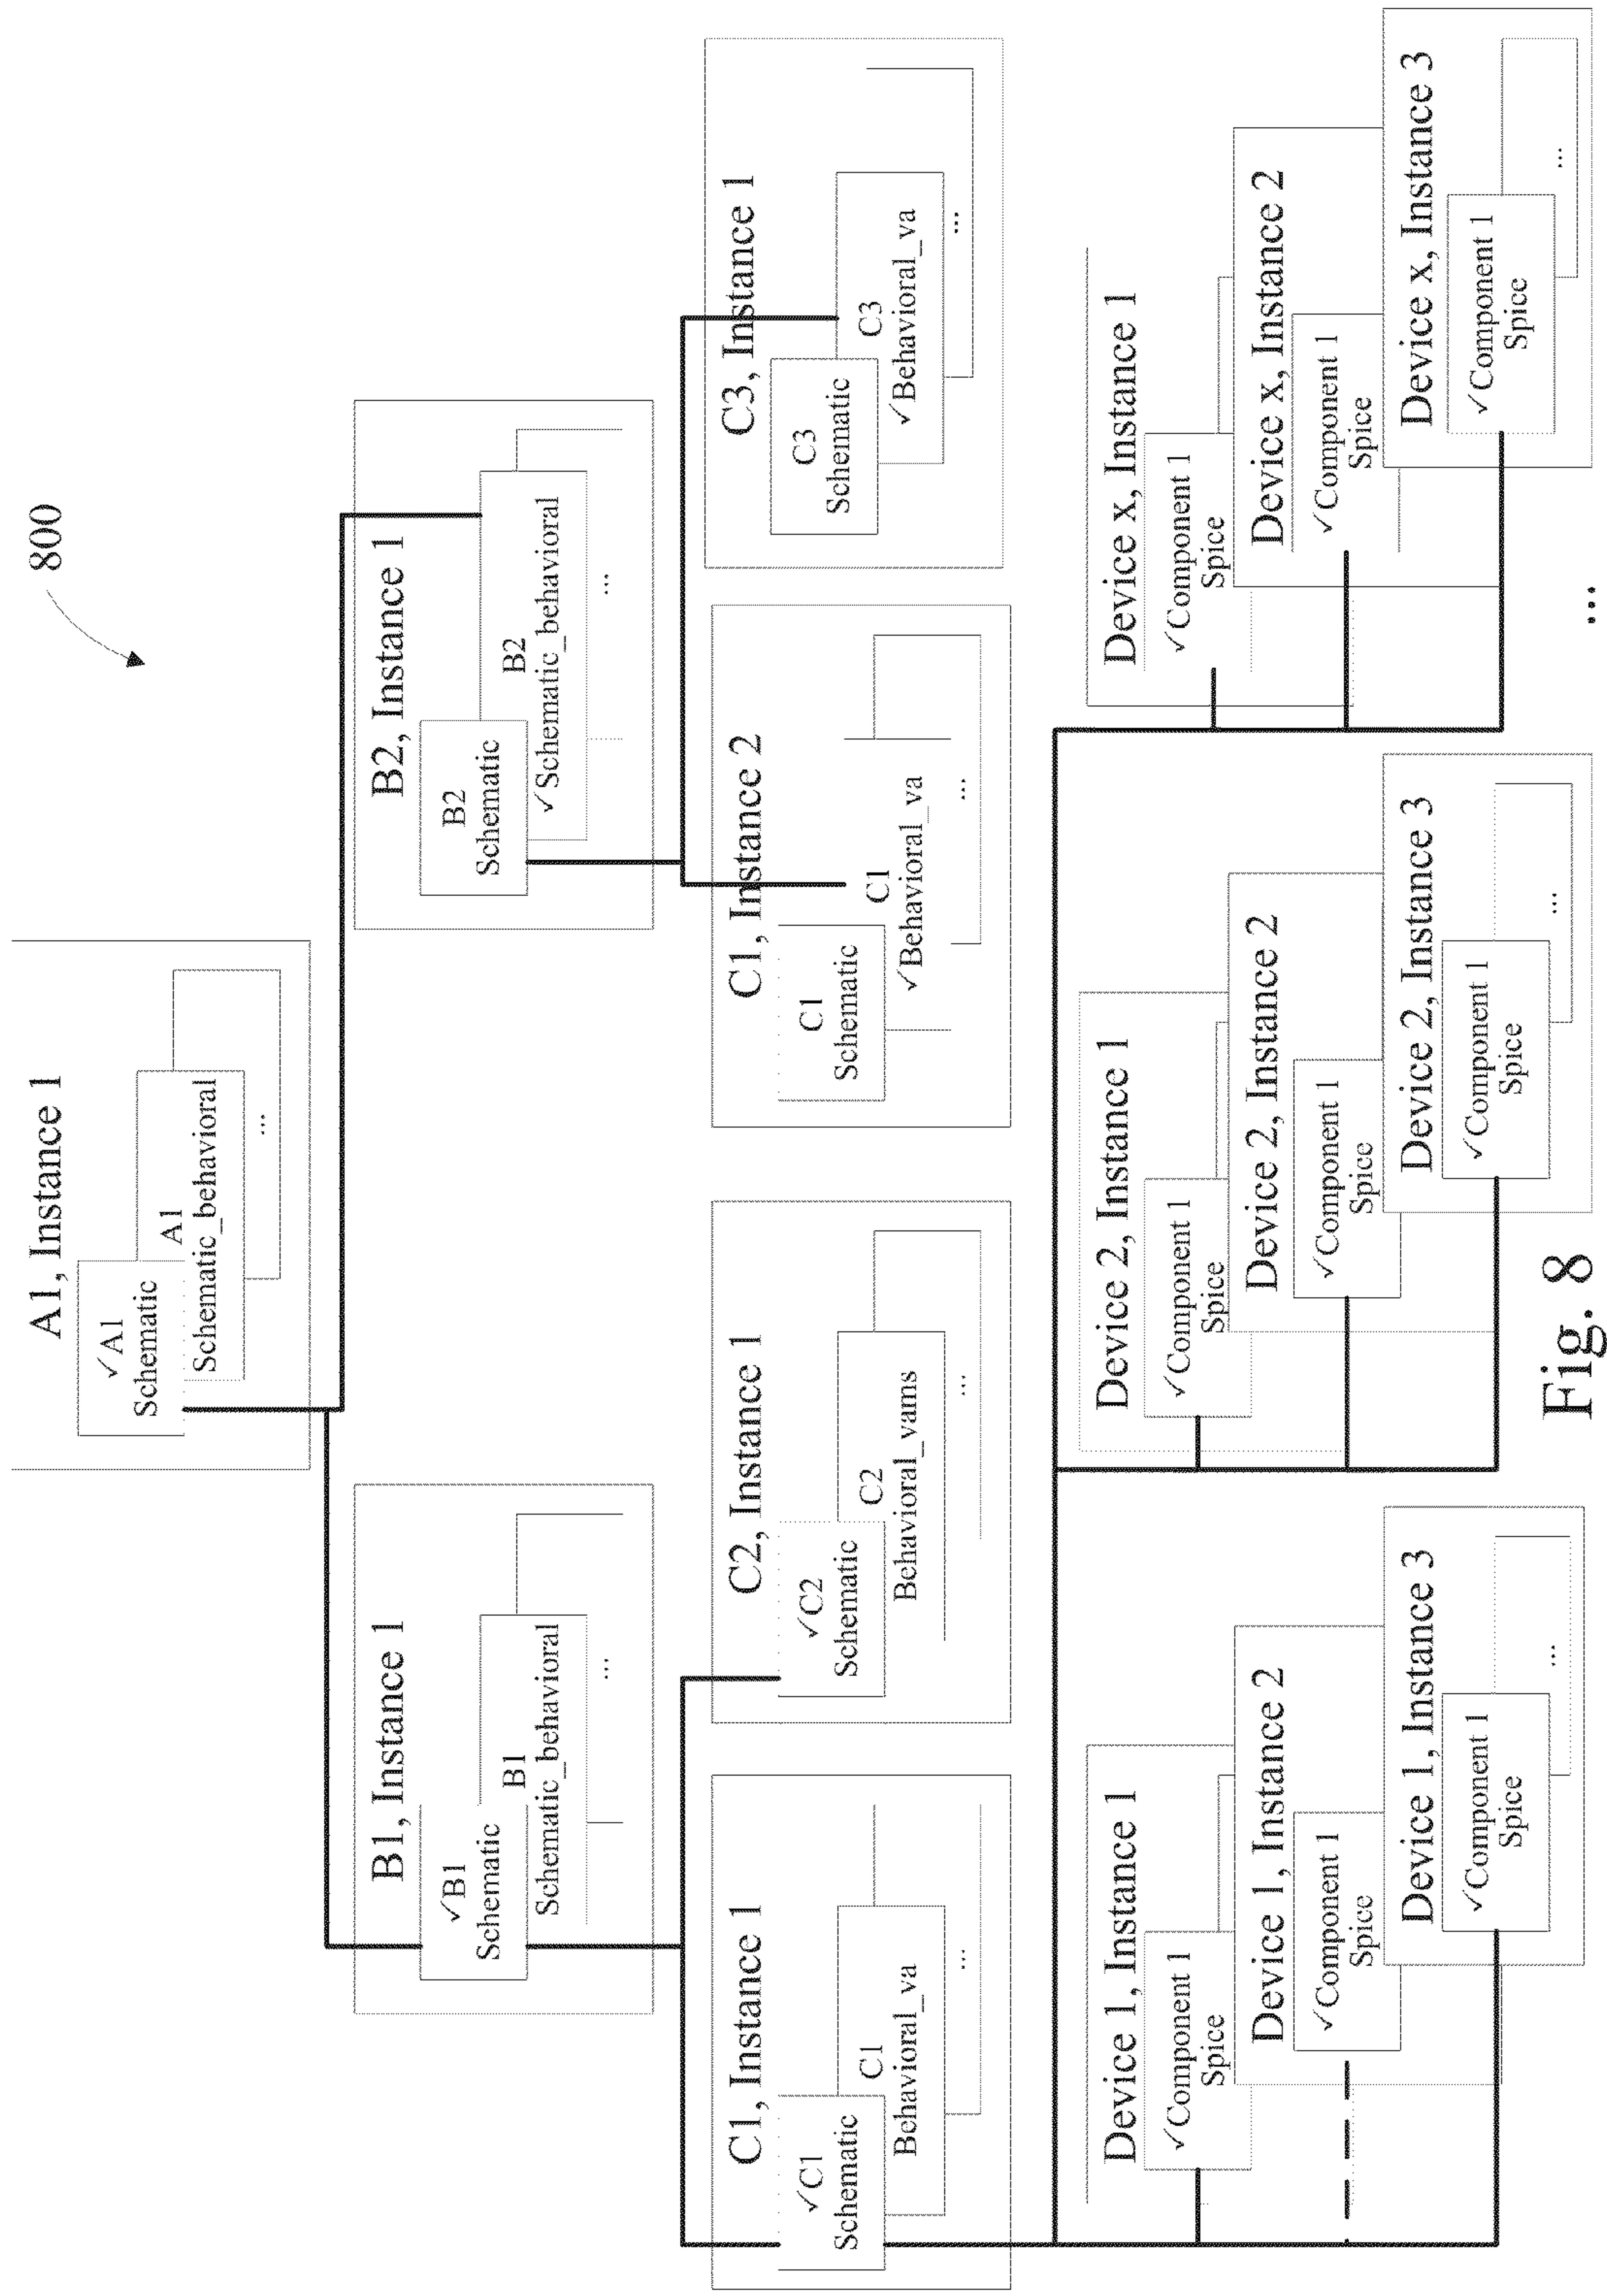 800
A1, Instance 1
✓A1
Schematic
A1
Schematic_behavioral
...
B1, Instance 1
✓B1
Schematic
B1
Schematic_behavioral
...
B2, Instance 1
B2
Schematic
B2
✓Schematic_behavioral
...
C1, Instance 1
✓C1
Schematic
C1
Behavioral_va
...
C2, Instance 1
✓C2
Schematic
C2
Behavioral_vams
...
C1, Instance 2
C1
Schematic
C1
✓Behavioral_va
...
C3, Instance 1
C3
Schematic
C3
✓Behavioral_va
...
Device 1, Instance 1
✓Component 1
Spice
Device 1, Instance 2
✓Component 1
Spice
Device 1, Instance 3
✓Component 1
Spice
...
Device 2, Instance 1
✓Component 1
Spice
Device 2, Instance 2
✓Component 1
Spice
Device 2, Instance 3
✓Component 1
Spice
...
Device x, Instance 1
✓Component 1
Spice
Device x, Instance 2
✓Component 1
Spice
Device x, Instance 3
✓Component 1
Spice
...
...
Fig. 8